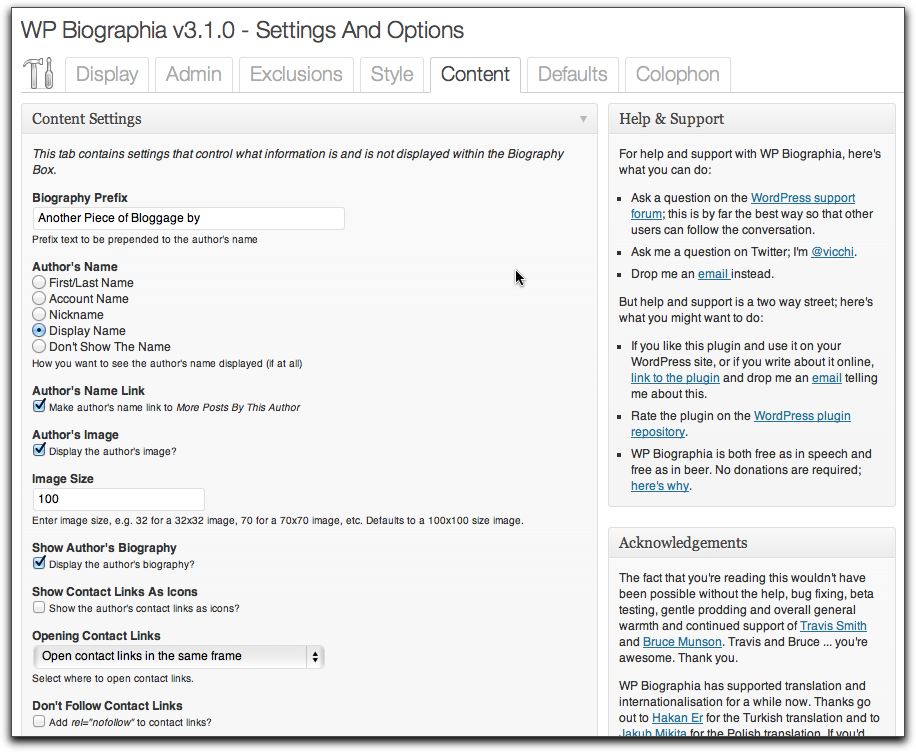 WP Biographia v3.1.0 - Settings And Options
Display
Admin
Exclusions
Style
Content
Defaults
Colophon
Content Settings
This tab contains settings that control what information is and is not displayed within the Biography
Box.
Biography Prefix
Another Piece of Bloggage by
Prefix text to be prepended to the author's name
Author's Name
First/Last Name
Account Name
Nickname
Display Name
Don't Show The Name
How you want to see the author's name displayed (if at all)
Author's Name Link
Make author's name link to More Posts By This Author
Author's Image
Display the author's image?
Image Size
100
Enter image size, e.g. 32 for a 32x32 image, 70 for a 70x70 image, etc. Defaults to a 100x100 size image.
Show Author's Biography
Display the author's biography?
Show Contact Links As Icons
Show the author's contact links as icons?
Opening Contact Links
Open contact links in the same frame
Select where to open contact links.
Don't Follow Contact Links
Add rel="nofollow" to contact links?
Help & Support
For help and support with WP Biographia, here's
what you can do:
Ask a question on the WordPress support
forum; this is by far the best way so that other
users can follow the conversation.
Ask me a question on Twitter; I'm @vicchi.
Drop me an email instead.
But help and support is a two way street; here's
what you might want to do:
If you like this plugin and use it on your
WordPress site, or if you write about it online,
link to the plugin and drop me an email telling
me about this.
Rate the plugin on the WordPress plugin
repository.
WP Biographia is both free as in speech and
free as in beer. No donations are required;
here's why.
Acknowledgements
The fact that you're reading this wouldn't have
been possible without the help, bug fixing, beta
testing, gentle prodding and overall general
warmth and continued support of Travis Smith
and Bruce Munson. Travis and Bruce ... you're
awesome. Thank you.
WP Biographia has supported translation and
internationalisation for a while now. Thanks go
out to Hakan Er for the Turkish translation and to
Jakub Mikita for the Polish translation. If you'd